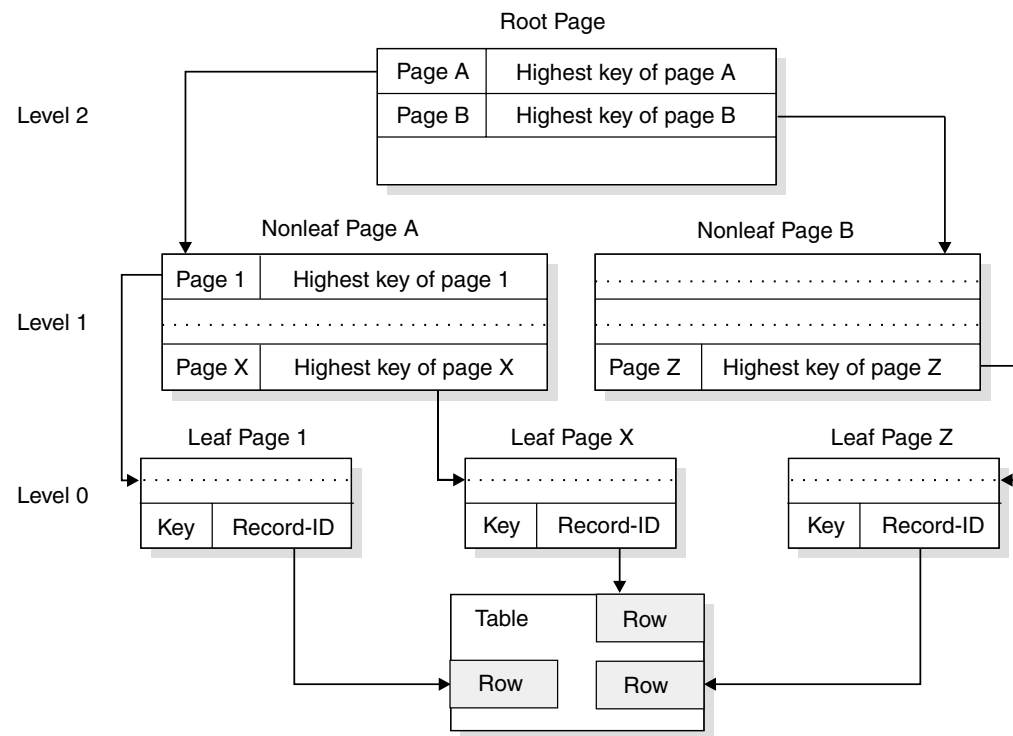 Root Page
Page A Highest key of page A
Level 2
Page B Highest key of page B
Nonleaf Page A
Nonleaf Page B
Page 1 Highest key of page 1
Level 1
Page X Highest key of page X
Page Z Highest key of page Z
Leaf Page 1
Leaf Page X
Leaf Page Z
Level 0
Key Record-ID
Key Record-ID
Key Record-ID
Table
Row
Row
Row